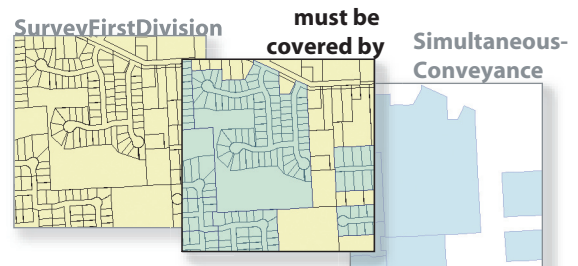 SurveyFirstDivision
must be
covered by
Simultaneous-
Conveyance